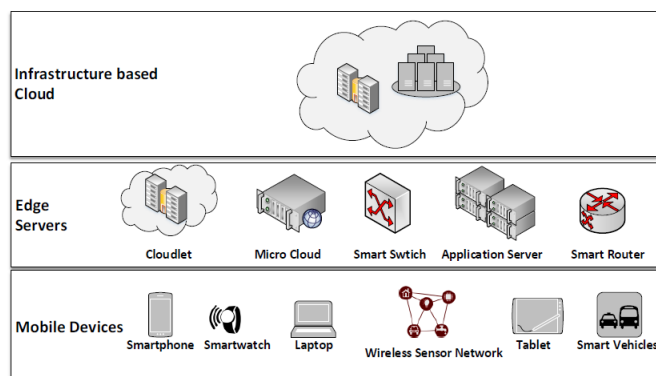 Infrastructure based
Cloud
Edge
Servers
Cloudlet
Micro Cloud
Smart Swtich
Application Server
Smart Router
Mobile Devices
Smartphone
Smartwatch
Laptop
Wireless Sensor Network
Tablet
Smart Vehicles